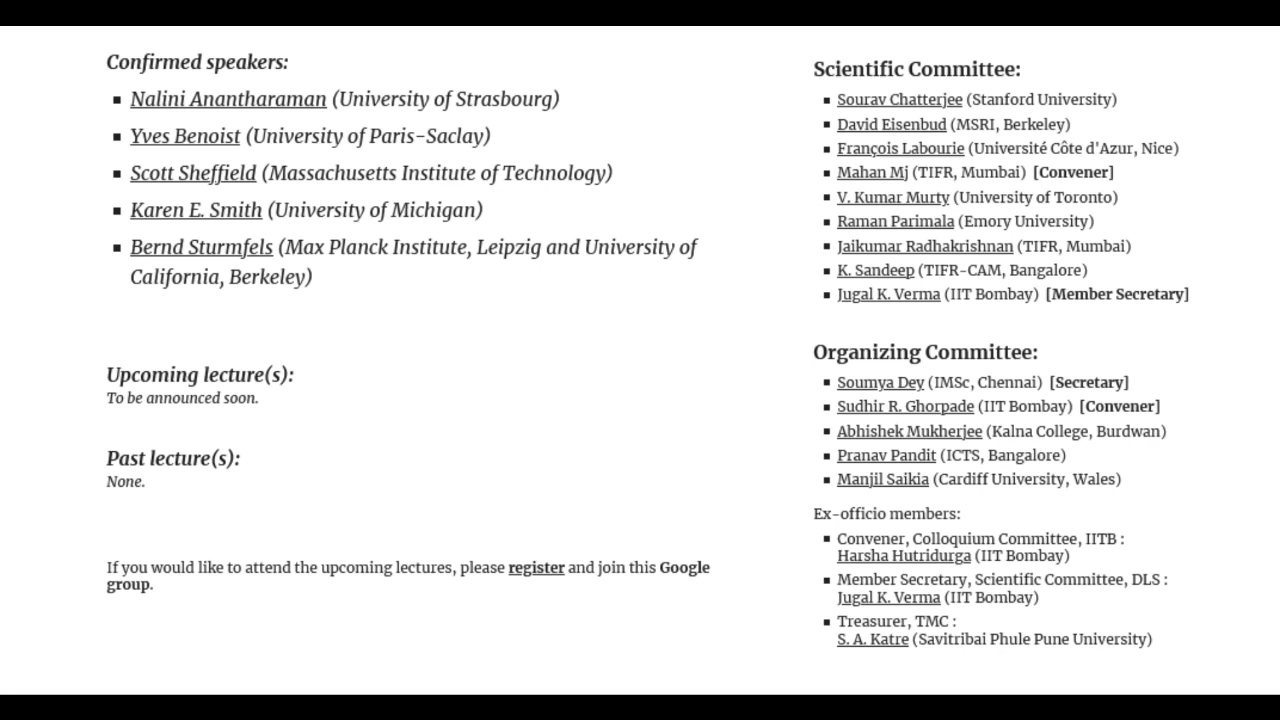 Confirmed speakers:
▪ Nalini Anantharaman (University of Strasbourg)
▪ Yves Benoist (University of Paris-Saclay)
▪ Scott Sheffield (Massachusetts Institute of Technology)
▪ Karen E. Smith (University of Michigan)
▪ Bernd Sturmfels (Max Planck Institute, Leipzig and University of
California, Berkeley)
Upcoming lecture(s):
To be announced soon.
Past lecture(s):
None.
If you would like to attend the upcoming lectures, please register and join this Google
group.
Scientific Committee:
▪ Sourav Chatterjee (Stanford University)
▪ David Eisenbud (MSRI, Berkeley)
▪ François Labourie (Université Côte d'Azur, Nice)
▪ Mahan Mj (TIFR, Mumbai) [Convener]
▪ V. Kumar Murty (University of Toronto)
▪ Raman Parimala (Emory University)
▪ Jaikumar Radhakrishnan (TIFR, Mumbai)
▪ K. Sandeep (TIFR-CAM, Bangalore)
▪ Jugal K. Verma (IIT Bombay) [Member Secretary]
Organizing Committee:
▪ Soumya Dey (IMSc, Chennai) [Secretary]
▪ Sudhir R. Ghorpade (IIT Bombay) [Convener]
▪ Abhishek Mukherjee (Kalna College, Burdwan)
▪ Pranav Pandit (ICTS, Bangalore)
▪ Manjil Saikia (Cardiff University, Wales)
Ex-officio members:
▪ Convener, Colloquium Committee, IITB :
Harsha Hutridurga (IIT Bombay)
▪ Member Secretary, Scientific Committee, DLS :
Jugal K. Verma (IIT Bombay)
▪ Treasurer, TMC :
S. A. Katre (Savitribai Phule Pune University)